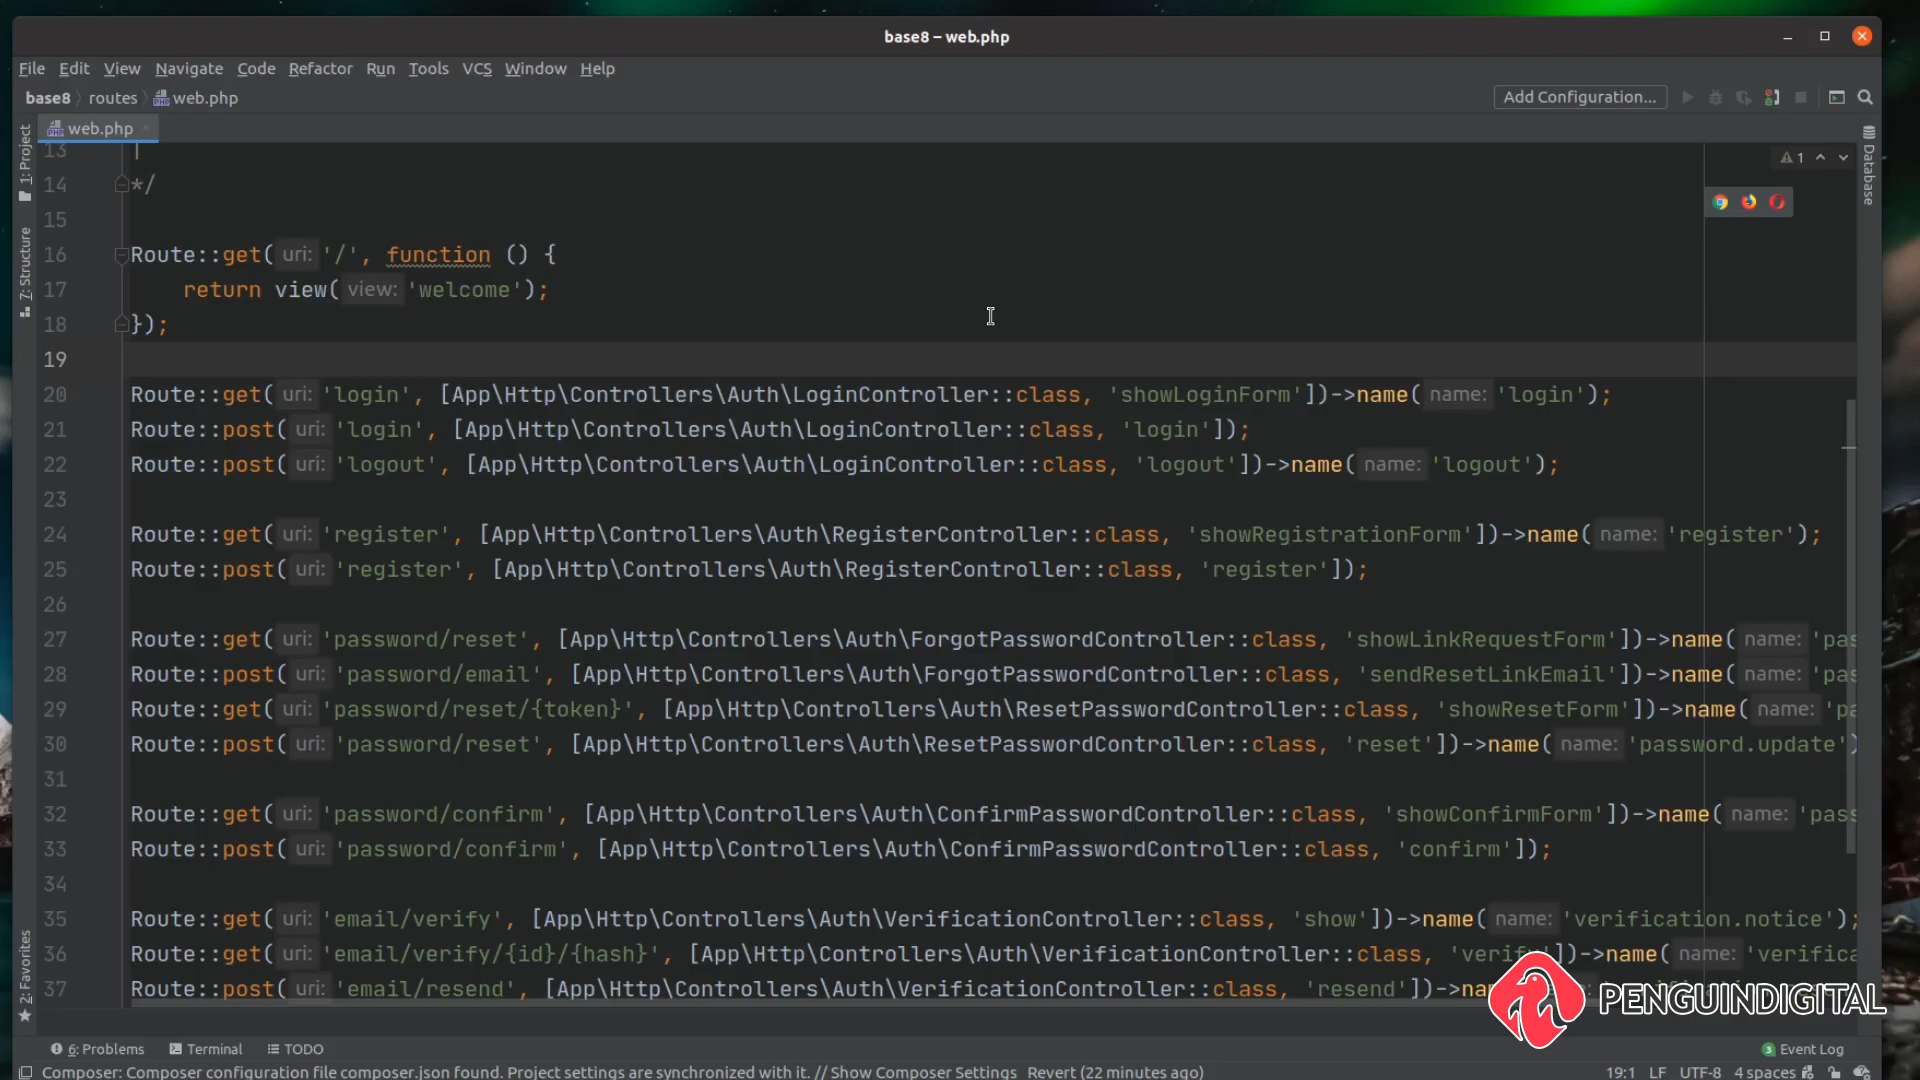 base8 – web.php
File Edit View Navigate Code Refactor Run Tools VCS Window Help
base8 routes web.php
Add Configuration...
web.php
1: Project
7: Structure
2: Favorites
Database
1
13
14 */
15
16 Route::get( uri: '/', function () {
17 return view( view: 'welcome');
18 });
19
20 Route::get( uri: 'login', [App\Http\Controllers\Auth\LoginController::class, 'showLoginForm'])->name( name: 'login');
21 Route::post( uri: 'login', [App\Http\Controllers\Auth\LoginController::class, 'login']);
22 Route::post( uri: 'logout', [App\Http\Controllers\Auth\LoginController::class, 'logout'])->name( name: 'logout');
23
24 Route::get( uri: 'register', [App\Http\Controllers\Auth\RegisterController::class, 'showRegistrationForm'])->name( name: 'register');
25 Route::post( uri: 'register', [App\Http\Controllers\Auth\RegisterController::class, 'register']);
26
27 Route::get( uri: 'password/reset', [App\Http\Controllers\Auth\ForgotPasswordController::class, 'showLinkRequestForm'])->name( name: 'pas
28 Route::post( uri: 'password/email', [App\Http\Controllers\Auth\ForgotPasswordController::class, 'sendResetLinkEmail'])->name( name: 'pas
29 Route::get( uri: 'password/reset/{token}', [App\Http\Controllers\Auth\ResetPasswordController::class, 'showResetForm'])->name( name: 'pa
30 Route::post( uri: 'password/reset', [App\Http\Controllers\Auth\ResetPasswordController::class, 'reset'])->name( name: 'password.update')
31
32 Route::get( uri: 'password/confirm', [App\Http\Controllers\Auth\ConfirmPasswordController::class, 'showConfirmForm'])->name( name: 'pass
33 Route::post( uri: 'password/confirm', [App\Http\Controllers\Auth\ConfirmPasswordController::class, 'confirm']);
34
35 Route::get( uri: 'email/verify', [App\Http\Controllers\Auth\VerificationController::class, 'show'])->name( name: 'verification.notice');
36 Route::get( uri: 'email/verify/{id}/{hash}', [App\Http\Controllers\Auth\VerificationController::class, 'verify'])->name( name: 'verifica
37 Route::post( uri: 'email/resend', [App\Http\Controllers\Auth\VerificationController::class, 'resend'])->na
PENGUINDIGITAL
6: Problems Terminal TODO
3 Event Log
Composer: Composer configuration file composer.json found. Project settings are synchronized with it. // Show Composer Settings Revert (22 minutes ago)
19:1 LF UTF-8 4 spaces